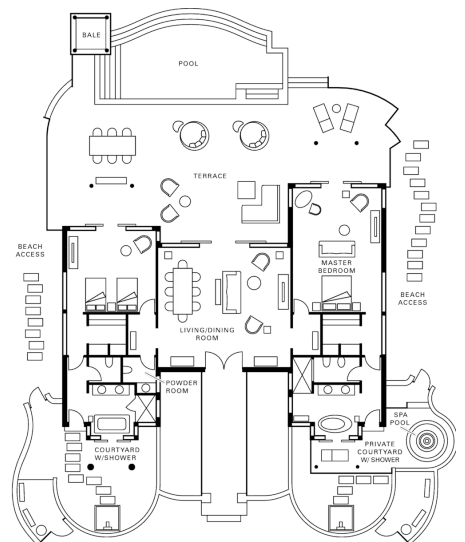 BALE
POOL
TERRACE
BEACH
ACCESS
MASTER
BEDROOM
BEACH
ACCESS
LIVING/DINING
ROOM
POWDER
ROOM
SPA
POOL
COURTYARD
W/SHOWER
PRIVATE
COURTYARD
W/ SHOWER